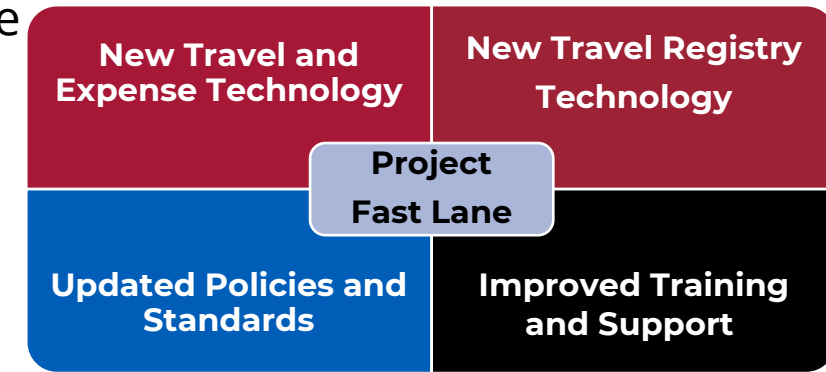 e
New Travel and
Expense Technology
New Travel Registry
Technology
Project
Fast Lane
Updated Policies and
Standards
Improved Training
and Support